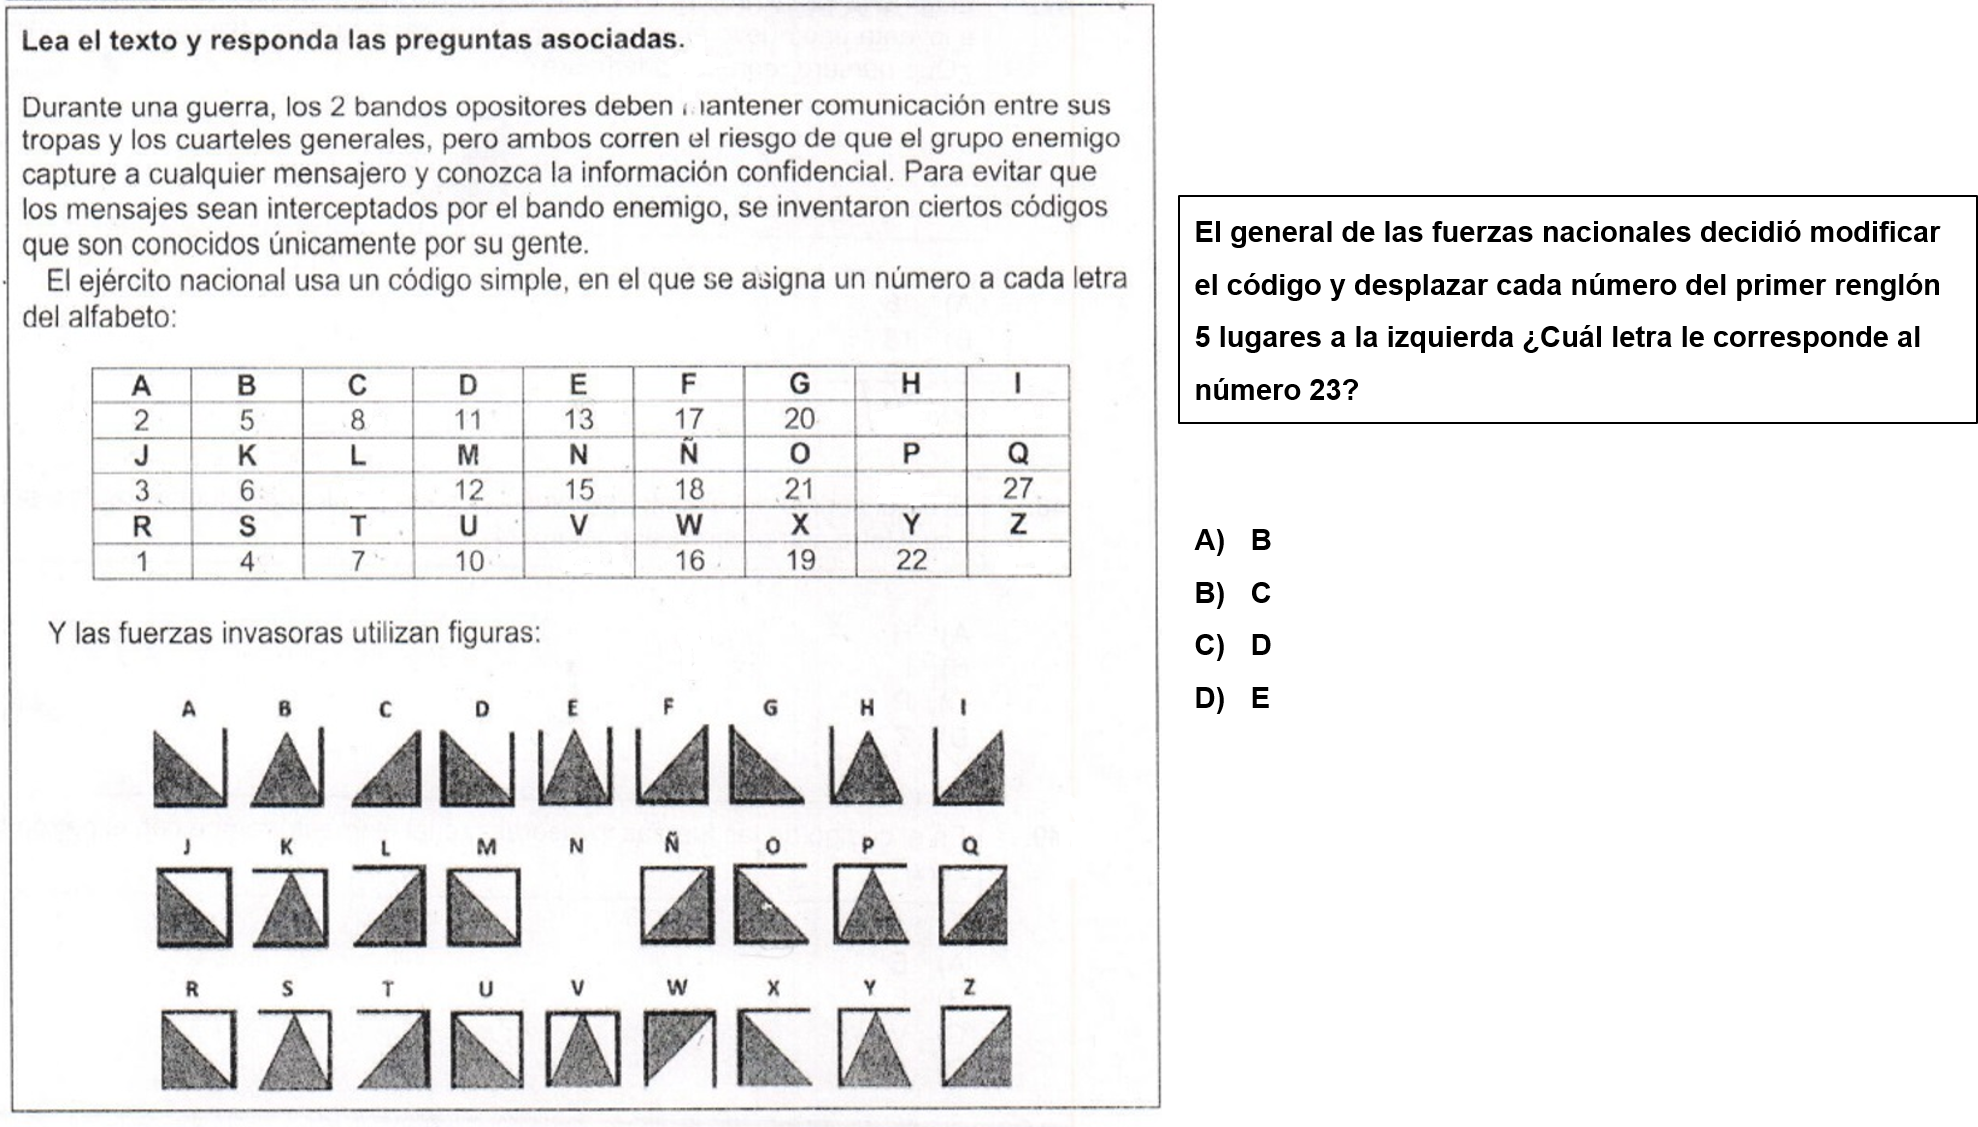 Lea el texto y responda las preguntas asociadas.
Durante una guerra, los 2 bandos opositores deben mantener comunicación entre sus
tropas y los cuarteles generales, pero ambos corren el riesgo de que el grupo enemigo
capture a cualquier mensajero y conozca la información confidencial. Para evitar que
los mensajes sean interceptados por el bando enemigo, se inventaron ciertos códigos
que son conocidos únicamente por su gente.
El ejército nacional usa un código simple, en el que se asigna un número a cada letra
del alfabeto:
A B C D E F G H I
2 5 8 11 13 17 20
J K L M N Ñ O P Q
3 6 12 15 18 21 27
R S T U V W X Y Z
1 4 7 10 16 19 22
Y las fuerzas invasoras utilizan figuras:
A B C D E F G H I
J K L M N Ñ O P Q
R S T U V W X Y Z
El general de las fuerzas nacionales decidió modificar
el código y desplazar cada número del primer renglón
5 lugares a la izquierda ¿Cuál letra le corresponde al
número 23?
A) B
B) C
C) D
D) E